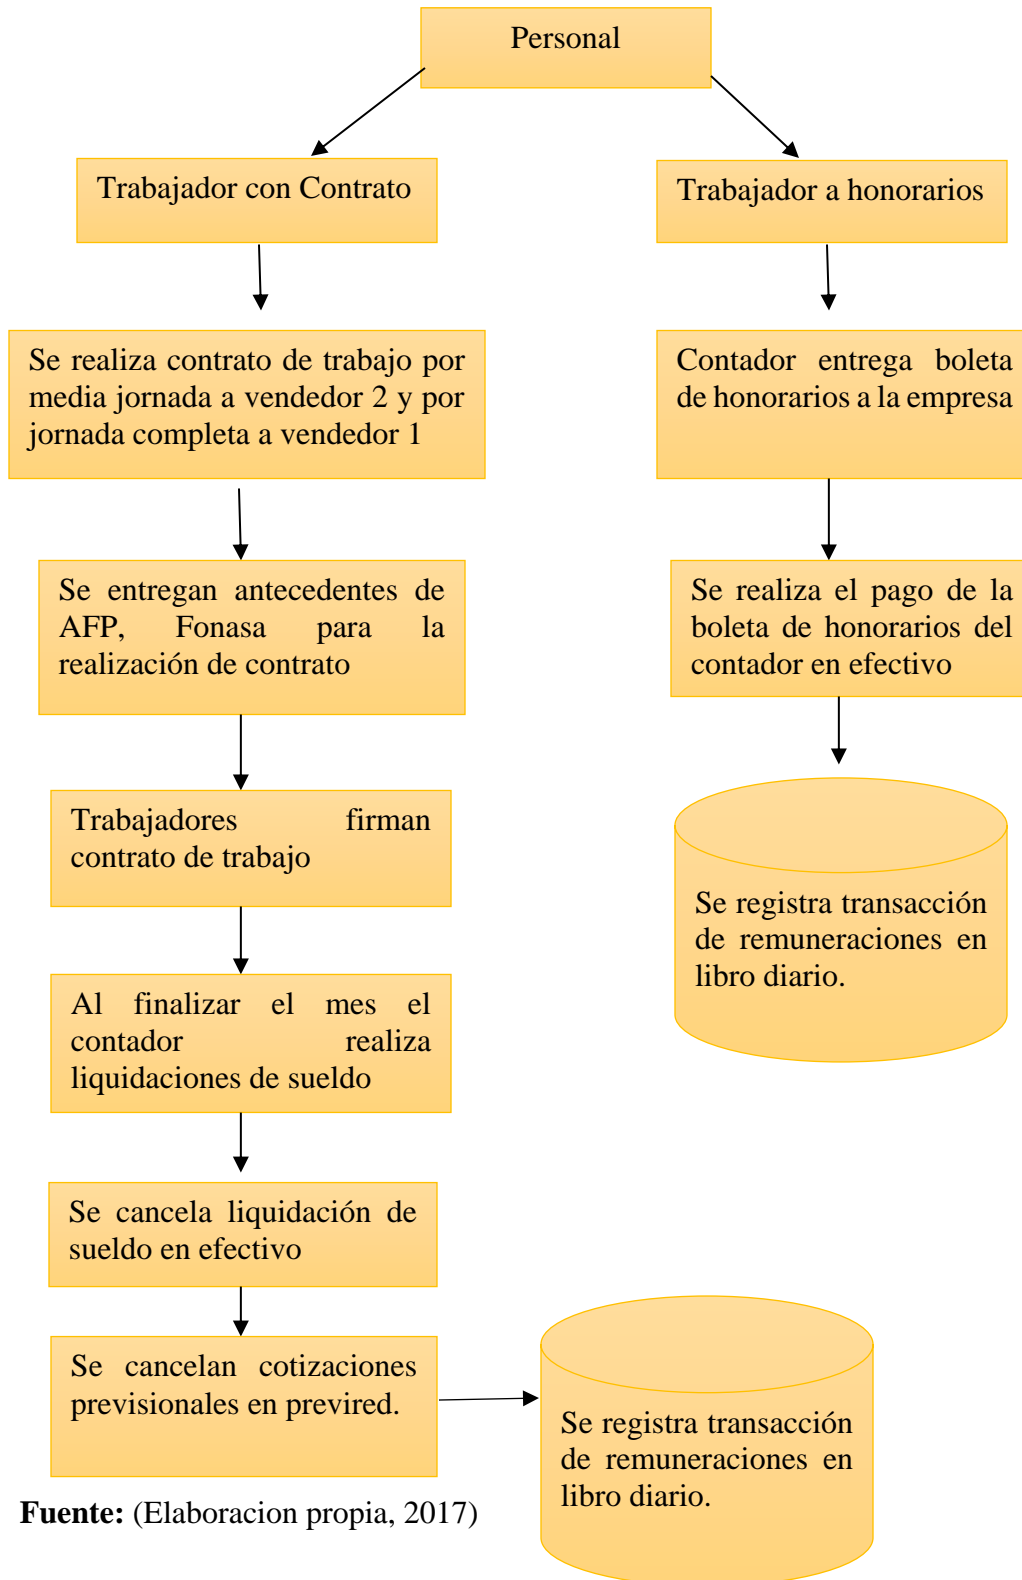 Personal
Trabajador con Contrato
Trabajador a honorarios
Se realiza contrato de trabajo por
media jornada a vendedor 2 y por
jornada completa a vendedor 1
Contador entrega boleta
de honorarios a la empresa
Se entregan antecedentes de
AFP, Fonasa para la
realización de contrato
Se realiza el pago de la
boleta de honorarios del
contador en efectivo
Trabajadores firman
contrato de trabajo
Se registra transacción
de remuneraciones en
libro diario.
Al finalizar el mes el
contador realiza
liquidaciones de sueldo
Se cancela liquidación de
sueldo en efectivo
Se cancelan cotizaciones
previsionales en previred.
Se registra transacción
de remuneraciones en
libro diario.
Fuente: (Elaboracion propia, 2017)